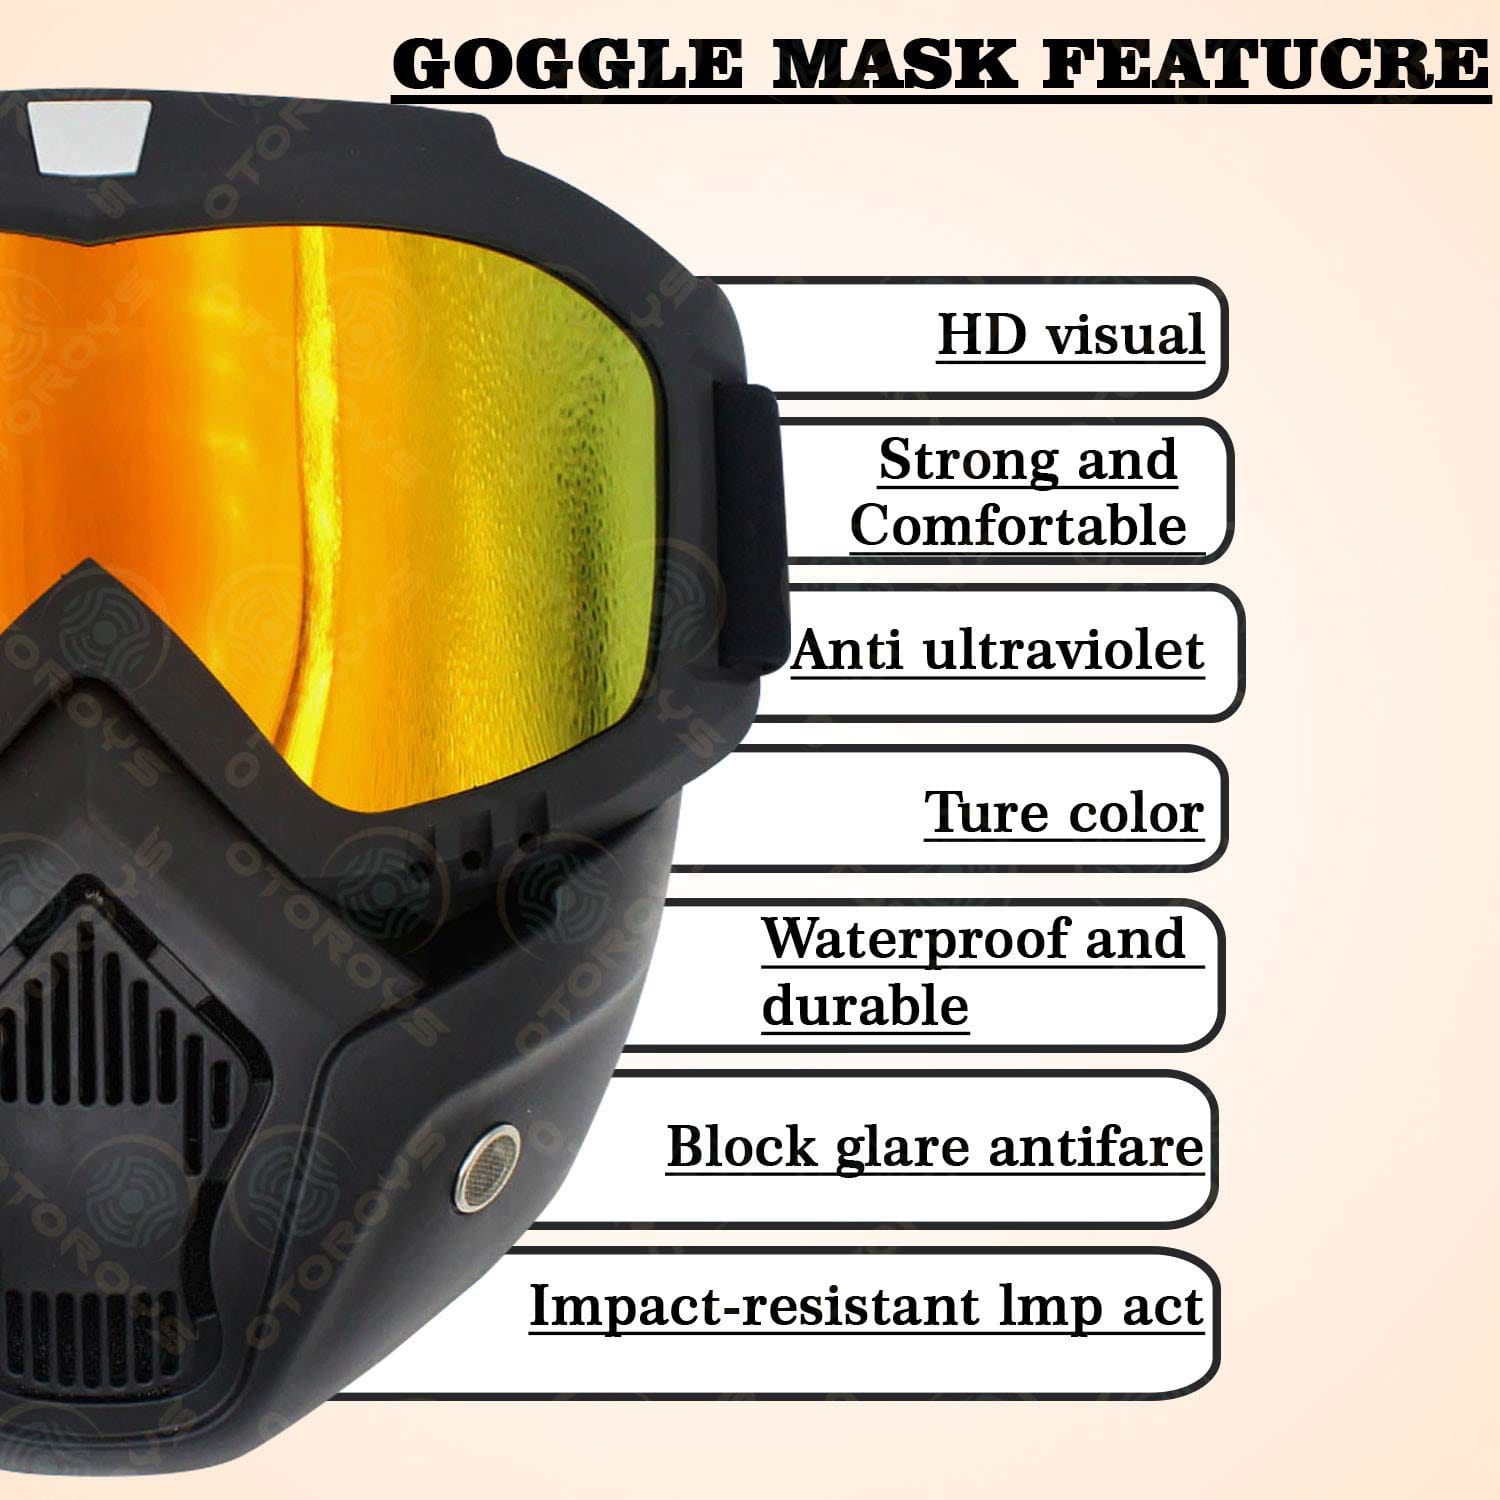 GOGGLE MASK FEATUCRE
HD visual
Strong and
Comfortable
Anti ultraviolet
Ture color
Waterproof and
durable
Block glare antifare
Impact-resistant lmp act
OTOROYS